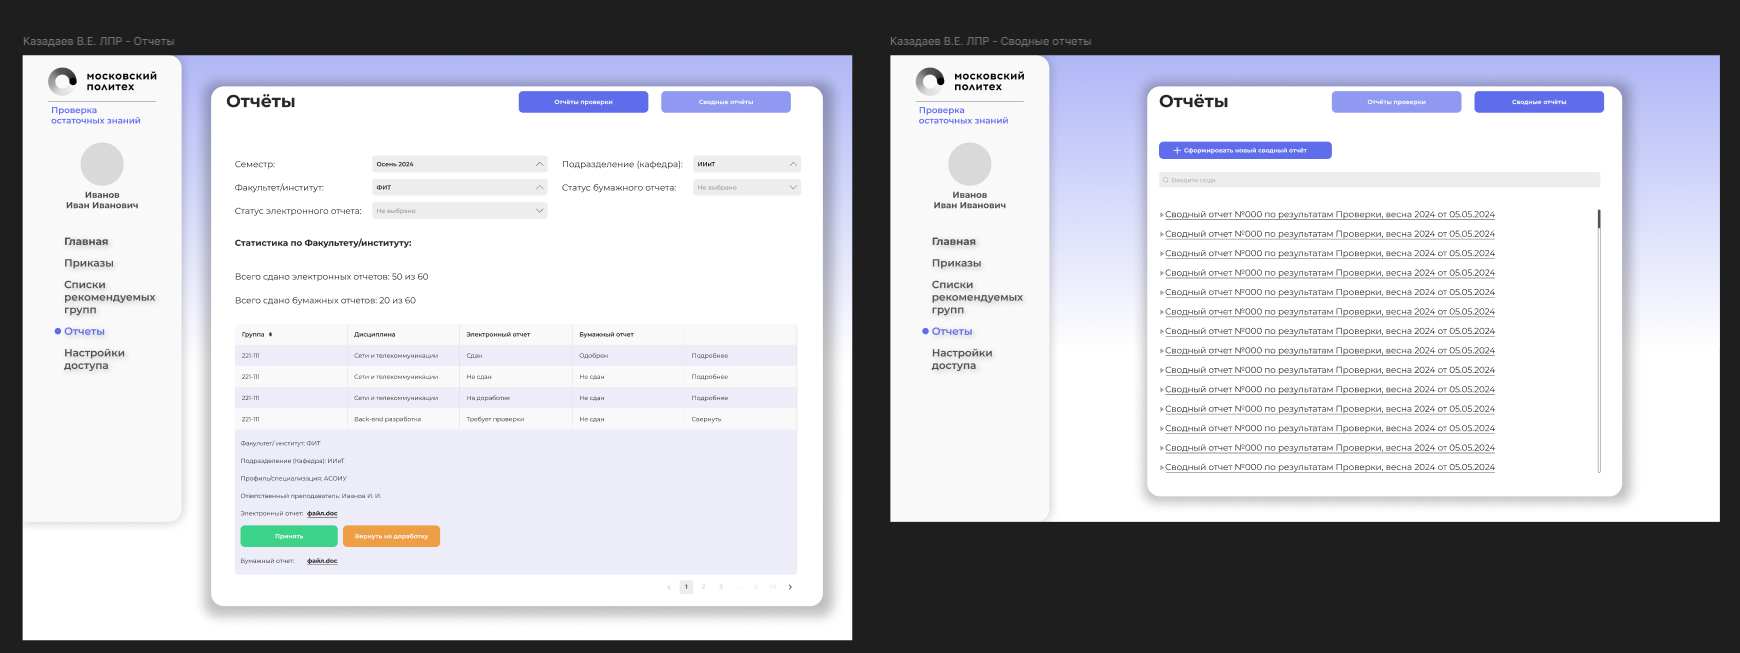 Казадаев В.Е. ЛПР - Отчеты
московский
политех
Проверка
остаточных знаний
Иванов
Иван Иванович
Главная
Приказы
Списки
рекомендуемых
групп
Отчеты
Настройки
доступа
Отчёты
Отчёты проверки
Сводные отчёты
Семестр:
Осень 2024
Подразделение (кафедра):
ИИиТ
Факультет/институт:
ФИТ
Статус бумажного отчета:
Не выбрано
Статус электронного отчета:
Не выбрано
Статистика по Факультету/институту:
Всего сдано электронных отчетов: 50 из 60
Всего сдано бумажных отчетов: 20 из 60
Группа Дисциплина Электронный отчет Бумажный отчет
221-111 Сети и телекоммуникации Сдан Одобрен Подробнее
221-111 Сети и телекоммуникации Не сдан Не сдан Подробнее
221-111 Сети и телекоммуникации На доработке Не сдан Подробнее
221-111 Back-end разработка Требует проверки Не сдан Свернуть
Факультет/ институт: ФИТ
Подразделение (Кафедра): ИИиТ
Профиль/специализация: АСОИУ
Ответственный преподаватель: Иванов И. И.
Электронный отчет: файл.doc
Принять
Вернуть на доработку
Бумажный отчет: файл.doc
1 2
Казадаев В.Е. ЛПР - Сводные отчеты
московский
политех
Проверка
остаточных знаний
Иванов
Иван Иванович
Главная
Приказы
Списки
рекомендуемых
групп
Отчеты
Настройки
доступа
Отчёты
Отчёты проверки
Сводные отчёты
Сформировать новый сводный отчёт
Введите сюда
Сводный отчет №000 по результатам Проверки, весна 2024 от 05.05.2024
Сводный отчет №000 по результатам Проверки, весна 2024 от 05.05.2024
Сводный отчет №000 по результатам Проверки, весна 2024 от 05.05.2024
Сводный отчет №000 по результатам Проверки, весна 2024 от 05.05.2024
Сводный отчет №000 по результатам Проверки, весна 2024 от 05.05.2024
Сводный отчет №000 по результатам Проверки, весна 2024 от 05.05.2024
Сводный отчет №000 по результатам Проверки, весна 2024 от 05.05.2024
Сводный отчет №000 по результатам Проверки, весна 2024 от 05.05.2024
Сводный отчет №000 по результатам Проверки, весна 2024 от 05.05.2024
Сводный отчет №000 по результатам Проверки, весна 2024 от 05.05.2024
Сводный отчет №000 по результатам Проверки, весна 2024 от 05.05.2024
Сводный отчет №000 по результатам Проверки, весна 2024 от 05.05.2024
Сводный отчет №000 по результатам Проверки, весна 2024 от 05.05.2024
Сводный отчет №000 по результатам Проверки, весна 2024 от 05.05.2024